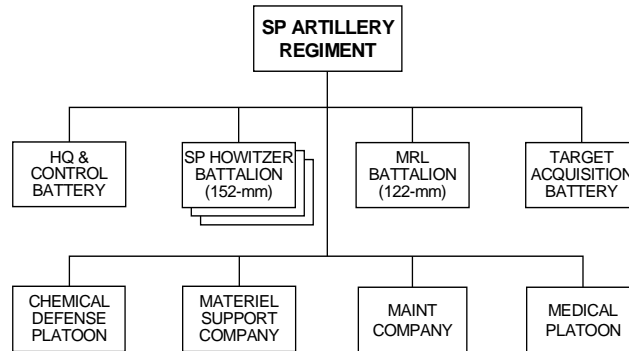 SP ARTILLERY
REGIMENT
HQ &
CONTROL
BATTERY
SP HOWITZER
BATTALION
(152-mm)
MRL
BATTALION
(122-mm)
TARGET
ACQUISITION
BATTERY
CHEMICAL
DEFENSE
PLATOON
MATERIEL
SUPPORT
COMPANY
MAINT
COMPANY
MEDICAL
PLATOON